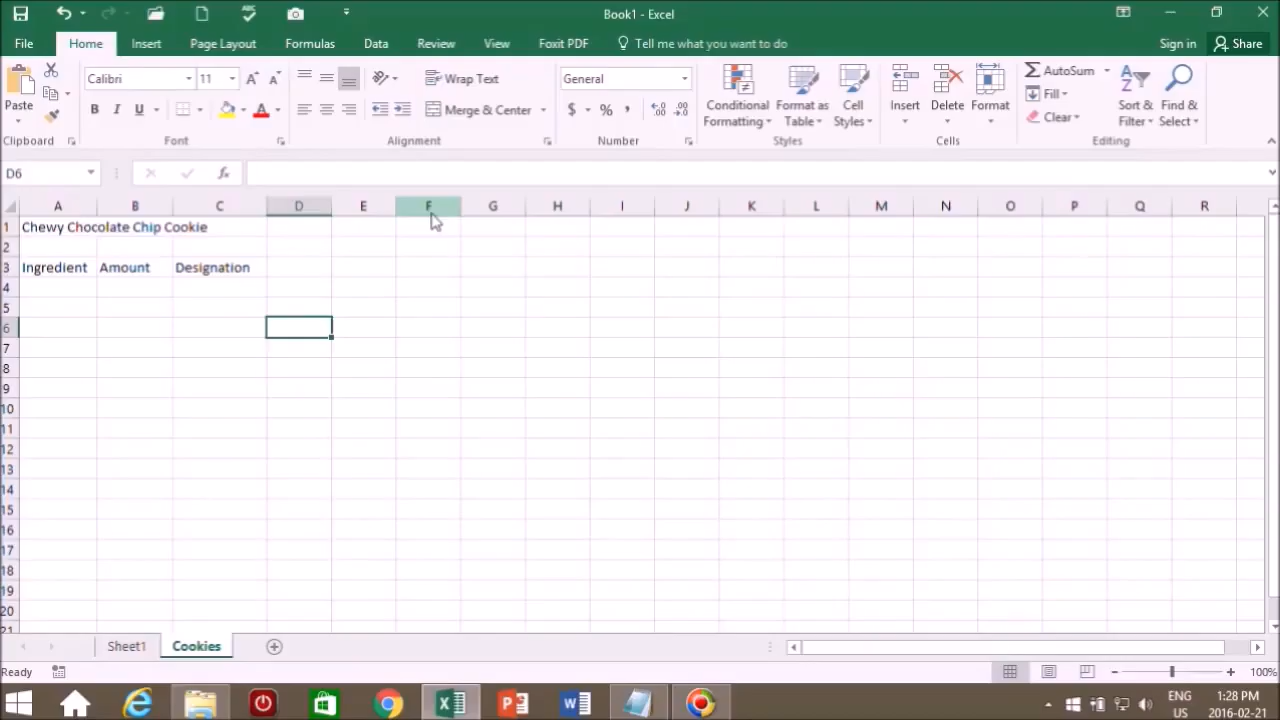 Book1 - Excel
File Home Insert Page Layout Formulas Data Review View Foxit PDF Tell me what you want to do Sign in Share
Calibri 11 Wrap Text General AutoSum
Fill
Paste B I U Merge & Center $ % , Conditional Formatting Format as Table Cell Styles Insert Delete Format Clear Sort & Filter Find & Select
Clipboard Font Alignment Number Styles Cells Editing
D6 fx
A B C D E F G H I J K L M N O P Q R
1 Chewy Chocolate Chip Cookie
2
3 Ingredient Amount Designation
4
5
6
7
8
9
10
11
12
13
14
15
16
17
18
19
20
21
Sheet1 Cookies
Ready 100%
ENG 1:28 PM
US 2016-02-21